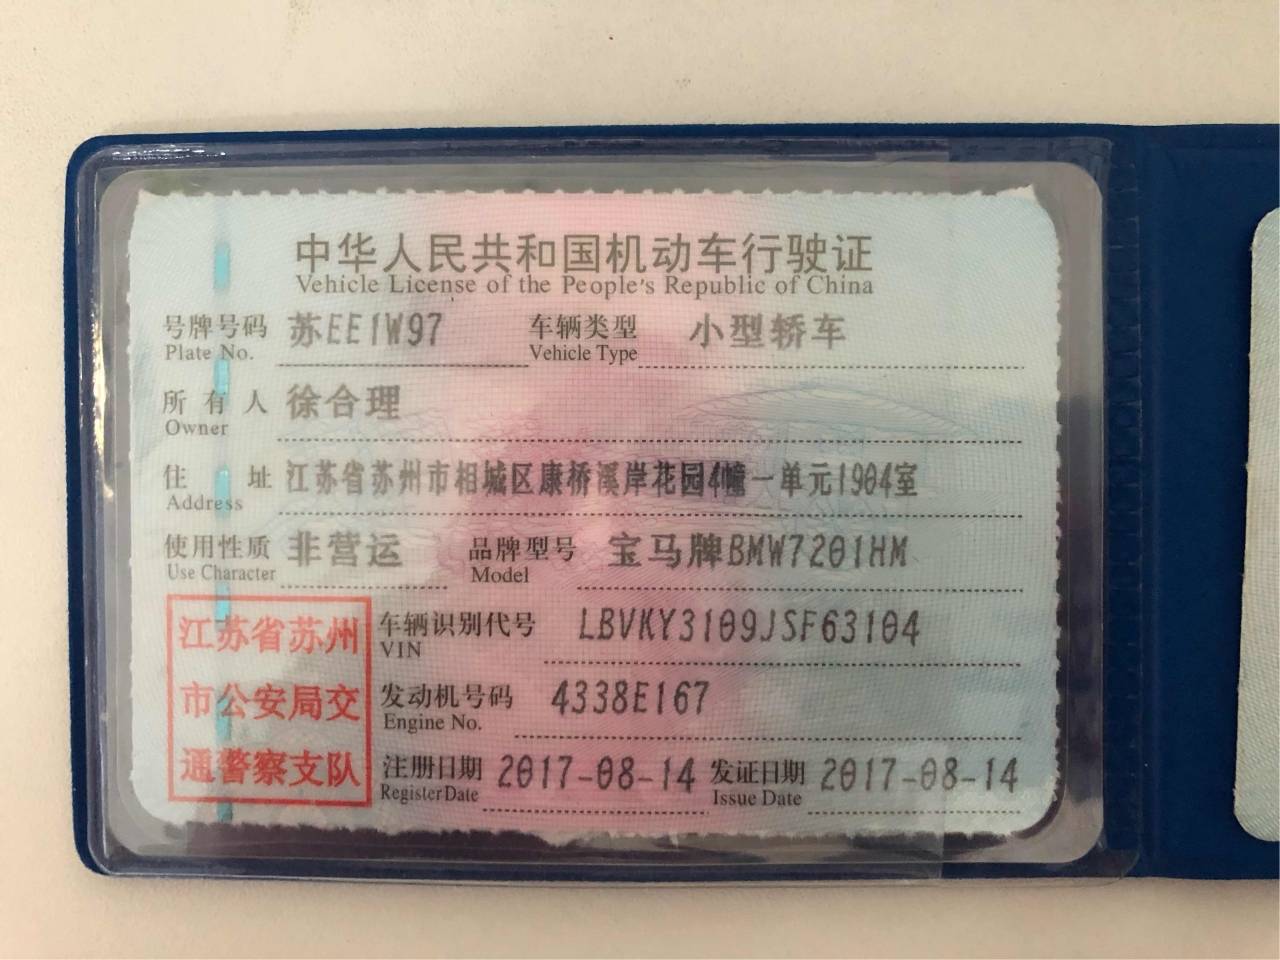 中华人民共和国机动车行驶证
Vehicle License of the People's Republic of China
号牌号码 苏EE1W97 车辆类型 小型轿车
Plate No. Vehicle Type
所有人 徐合理
Owner
住址 江苏省苏州市相城区康桥溪岸花园4幢一单元1904室
Address
使用性质 非营运 品牌型号 宝马牌BMW7201HM
Use Character Model
江苏省苏州
市公安局交
通警察支队
车辆识别代号 LBVKY3109JSF63104
VIN
发动机号码 4338E167
Engine No.
注册日期 2017-08-14 发证日期 2017-08-14
Register Date Issue Date